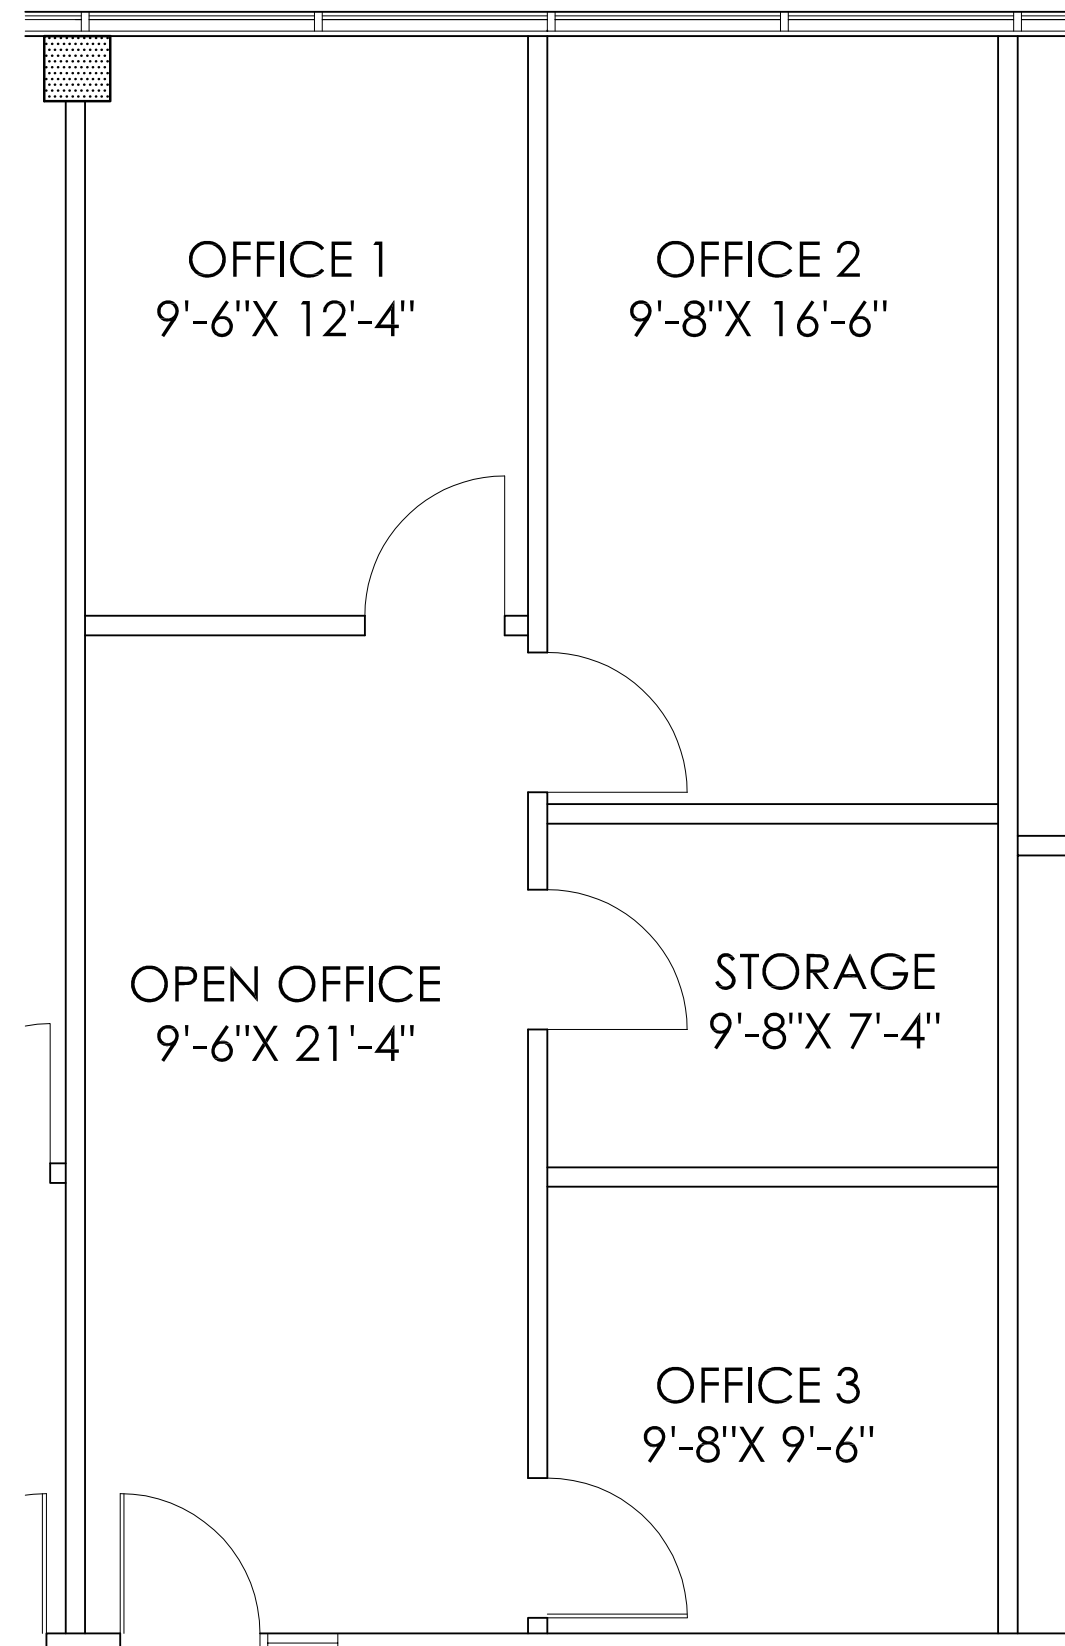 OFFICE 1
9'-6"X 12'-4"
OFFICE 2
9'-8"X 16'-6"
OPEN OFFICE
9'-6"X 21'-4"
STORAGE
9'-8"X 7'-4"
OFFICE 3
9'-8"X 9'-6"